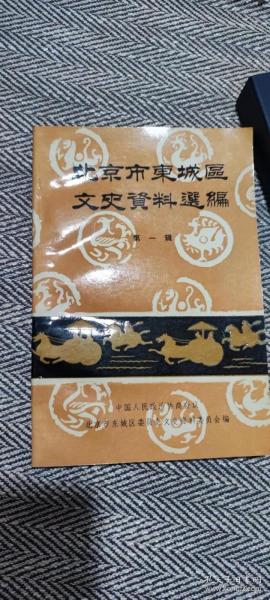 北京市東城區
文史資料選編
第一辑
中国人民政治协商会议
北京市东城区委员会文史资料委员会编